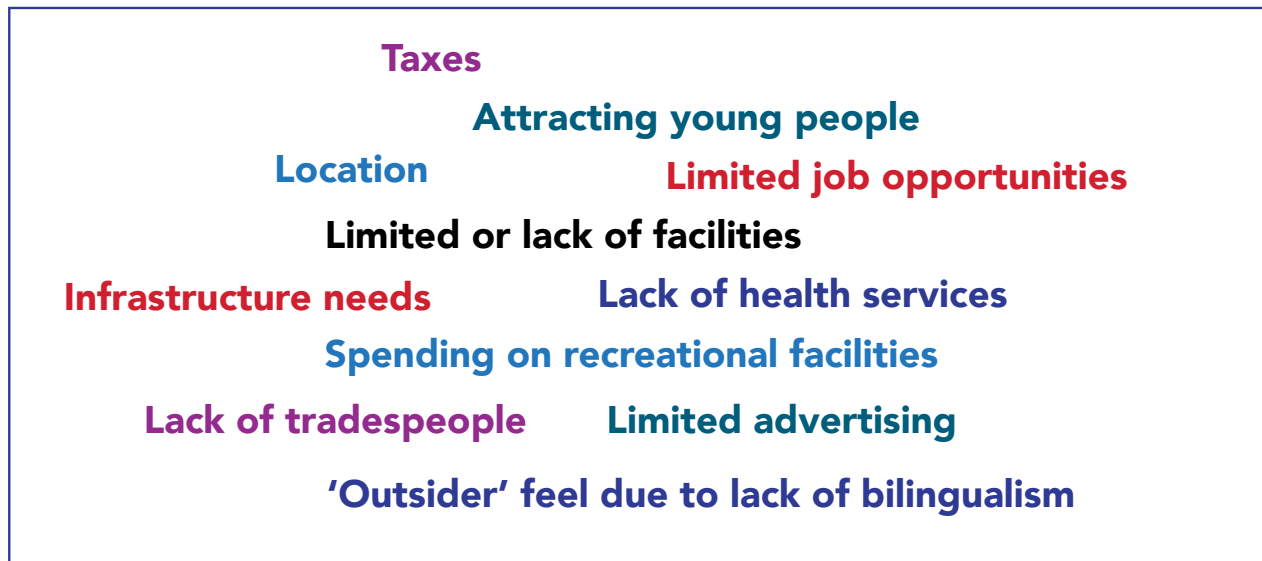 Taxes
Attracting young people
Location
Limited job opportunities
Limited or lack of facilities
Infrastructure needs
Lack of health services
Spending on recreational facilities
Lack of tradespeople
Limited advertising
‘Outsider’ feel due to lack of bilingualism